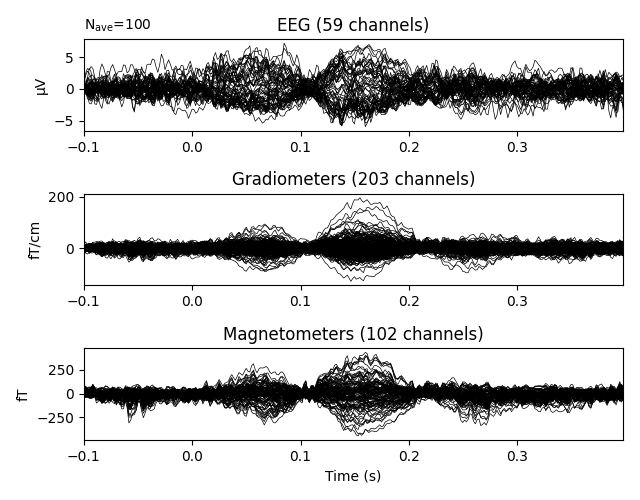 N_ave=100
EEG (59 channels)
µV
5
0
−5
−0.1 0.0 0.1 0.2 0.3
Gradiometers (203 channels)
fT/cm
200
0
−0.1 0.0 0.1 0.2 0.3
Magnetometers (102 channels)
fT
250
0
−250
−0.1 0.0 0.1 0.2 0.3
Time (s)